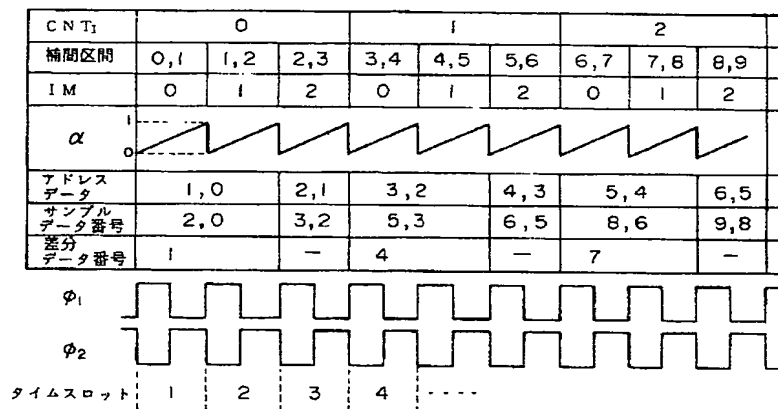 CNTI 0 1 2
補間区間 0,1 1,2 2,3 3,4 4,5 5,6 6,7 7,8 8,9
IM 0 1 2 0 1 2 0 1 2
α 1 0
アドレスデータ 1,0 2,1 3,2 4,3 5,4 6,5
サンプルデータ番号 2,0 3,2 5,3 6,5 8,6 9,8
差分データ番号 1 — 4 — 7 —
Φ1
Φ2
タイムスロット 1 2 3 4 ----